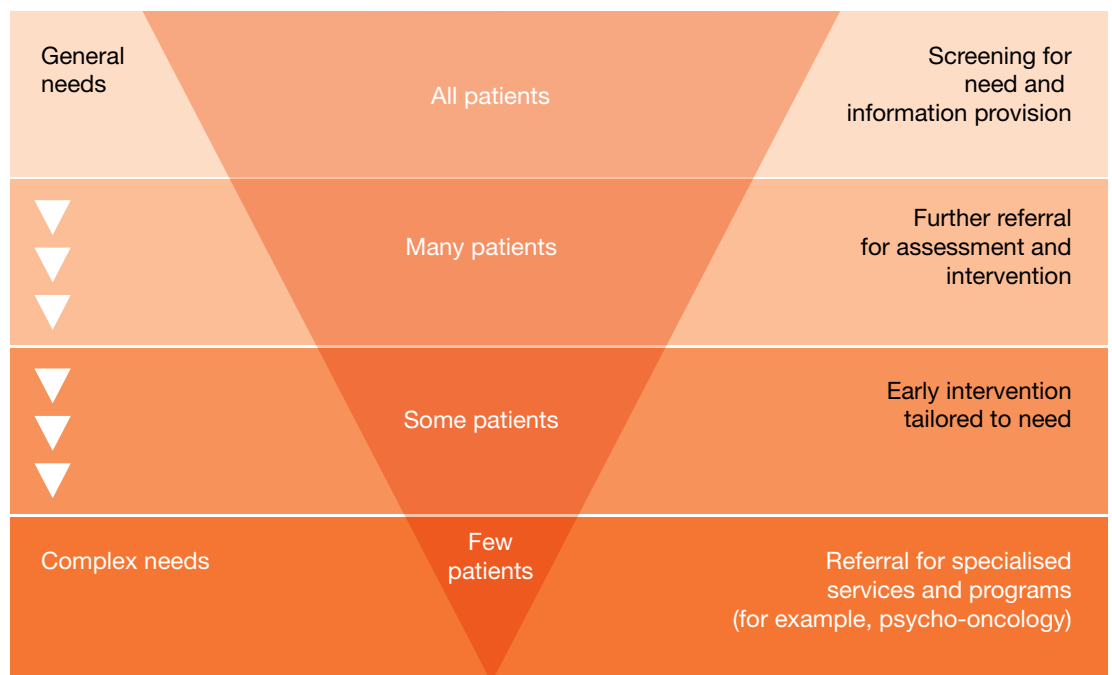 General
needs
All patients
Screening for
need and
information provision
Many patients
Further referral
for assessment and
intervention
Some patients
Early intervention
tailored to need
Complex needs
Few
patients
Referral for specialised
services and programs
(for example, psycho-oncology)